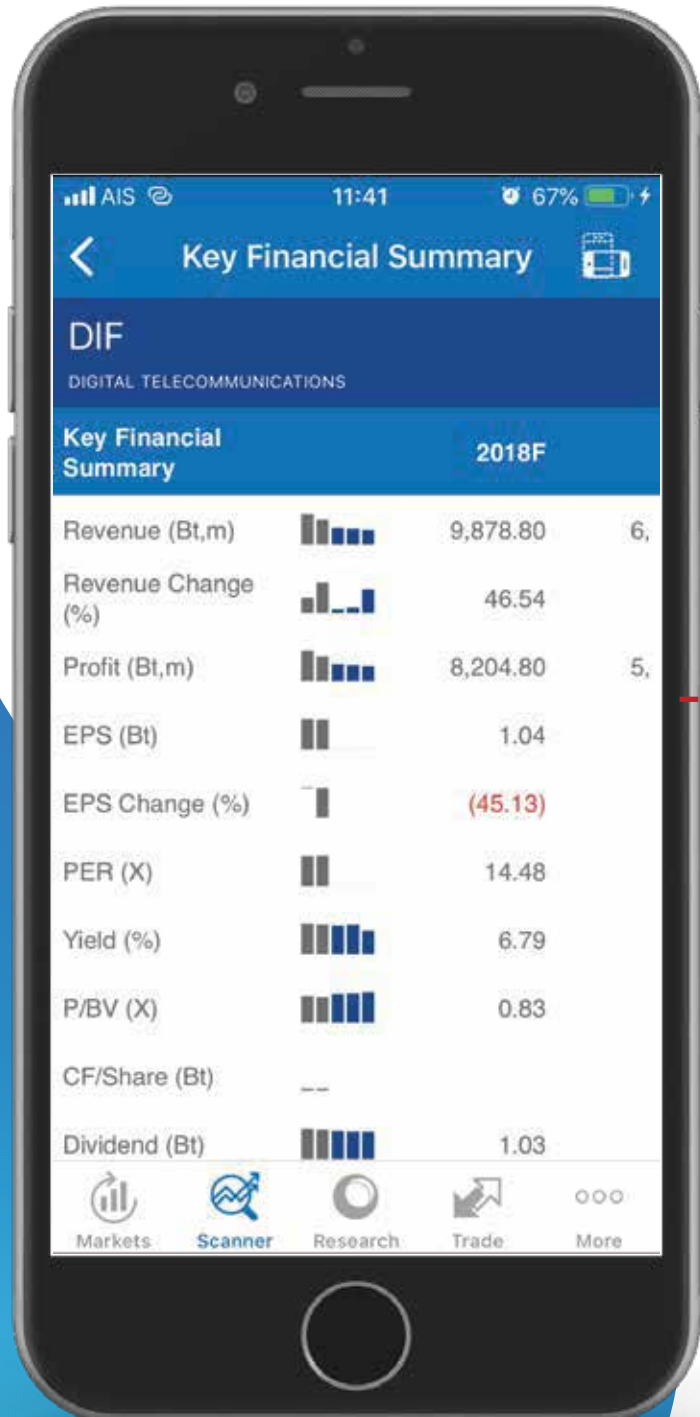 AIS 11:41 67%
Key Financial Summary
DIF
DIGITAL TELECOMMUNICATIONS
Key Financial 2018F
Summary
Revenue (Bt,m) 9,878.80 6,
Revenue Change
(%) 46.54
Profit (Bt,m) 8,204.80 5,
EPS (Bt) 1.04
EPS Change (%) (45.13)
PER (X) 14.48
Yield (%) 6.79
P/BV (X) 0.83
CF/Share (Bt) --
Dividend (Bt) 1.03
Markets Scanner Research Trade More